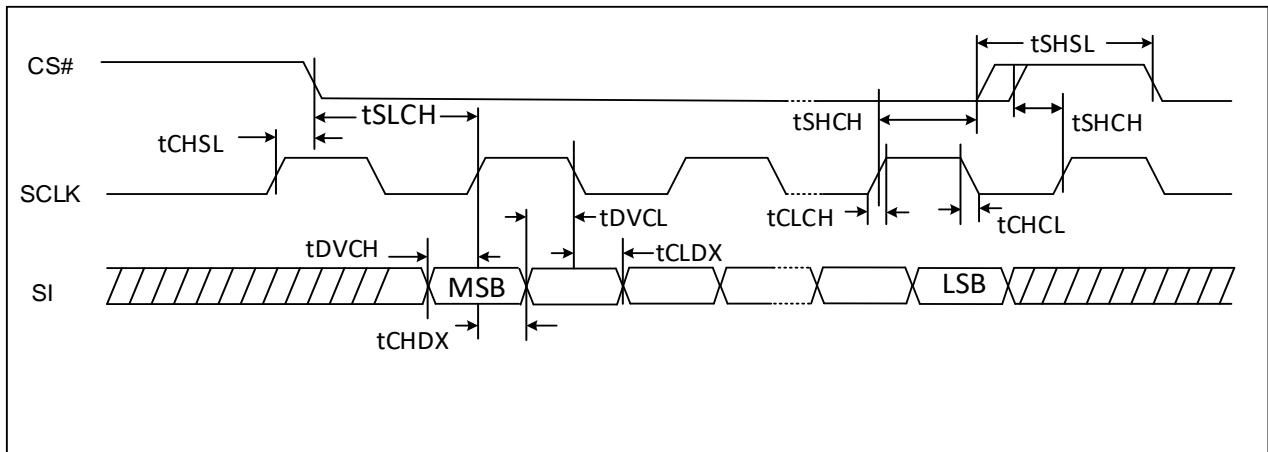 CS#
tSHSL
tSLCH
tSHCH
tSHCH
tCHSL
SCLK
tCLCH
tCHCL
tDVCL
tDVCH
tCLDX
SI
MSB
LSB
tCHDX